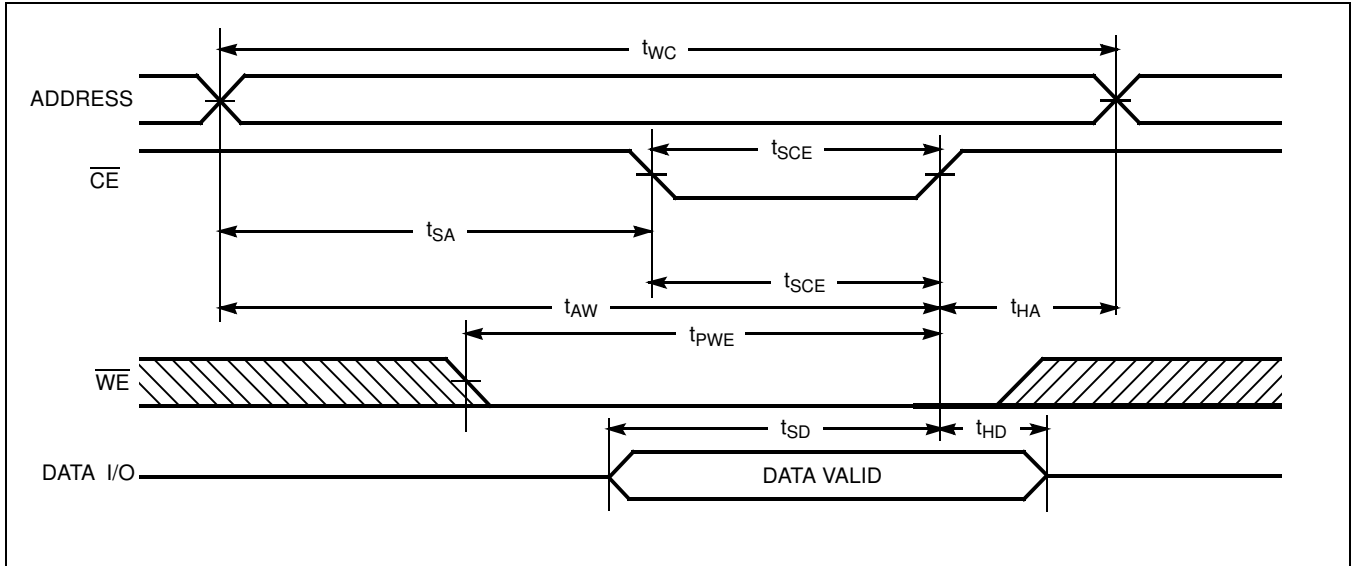 tWC
ADDRESS
tSCE
CE
tSA
tSCE
tAW
tHA
tPWE
WE
tSD
tHD
DATA I/O
DATA VALID